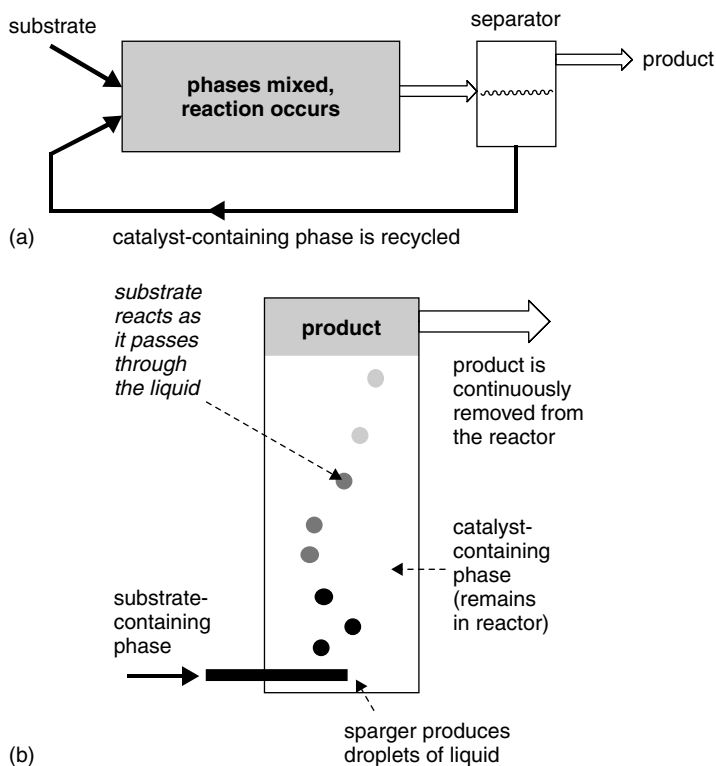 substrate
separator
phases mixed,
reaction occurs
product
(a)
catalyst-containing phase is recycled
substrate
reacts as
it passes
through
the liquid
product
product is
continuously
removed from
the reactor
catalyst-
containing
phase
(remains
in reactor)
substrate-
containing
phase
sparger produces
droplets of liquid
(b)